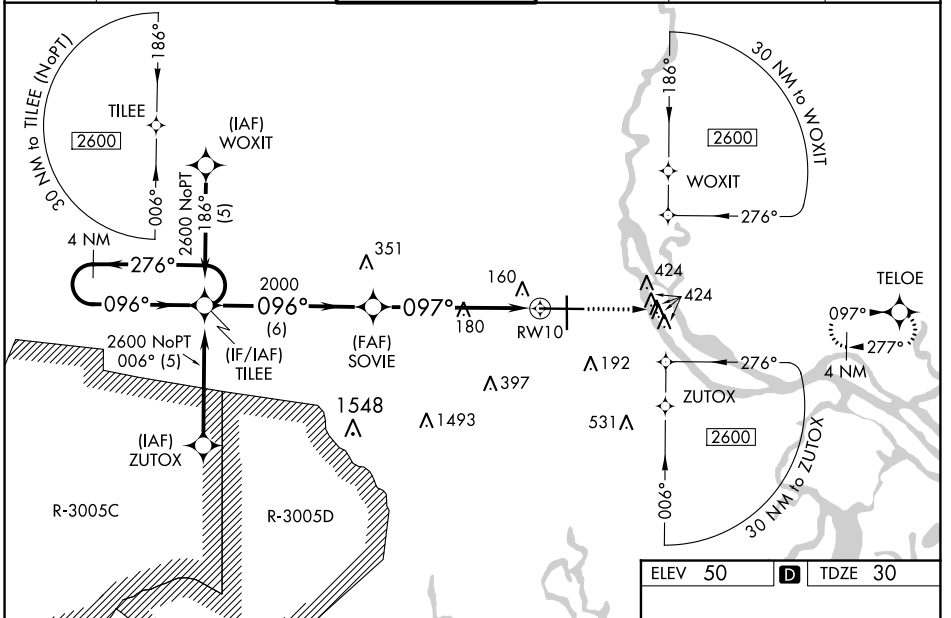 30 NM to TILEE (NoPT)
186°
TILEE
2600
006°
(IAF)
WOXIT
2600 NoPT
186°
(5)
4 NM
276°
096°
2000
096°
(6)
351
(FAF)
SOVIE
097°
180
160
RW10
(IF/IAF)
TILEE
2600 NoPT
006° (5)
(IAF)
ZUTOX
R-3005C
R-3005D
1548
1493
397
192
531
424
424
30 NM to WOXIT
186°
2600
WOXIT
276°
TELOE
097°
277°
4 NM
276°
ZUTOX
2600
006°
30 NM to ZUTOX
ELEV 50 D TDZE 30